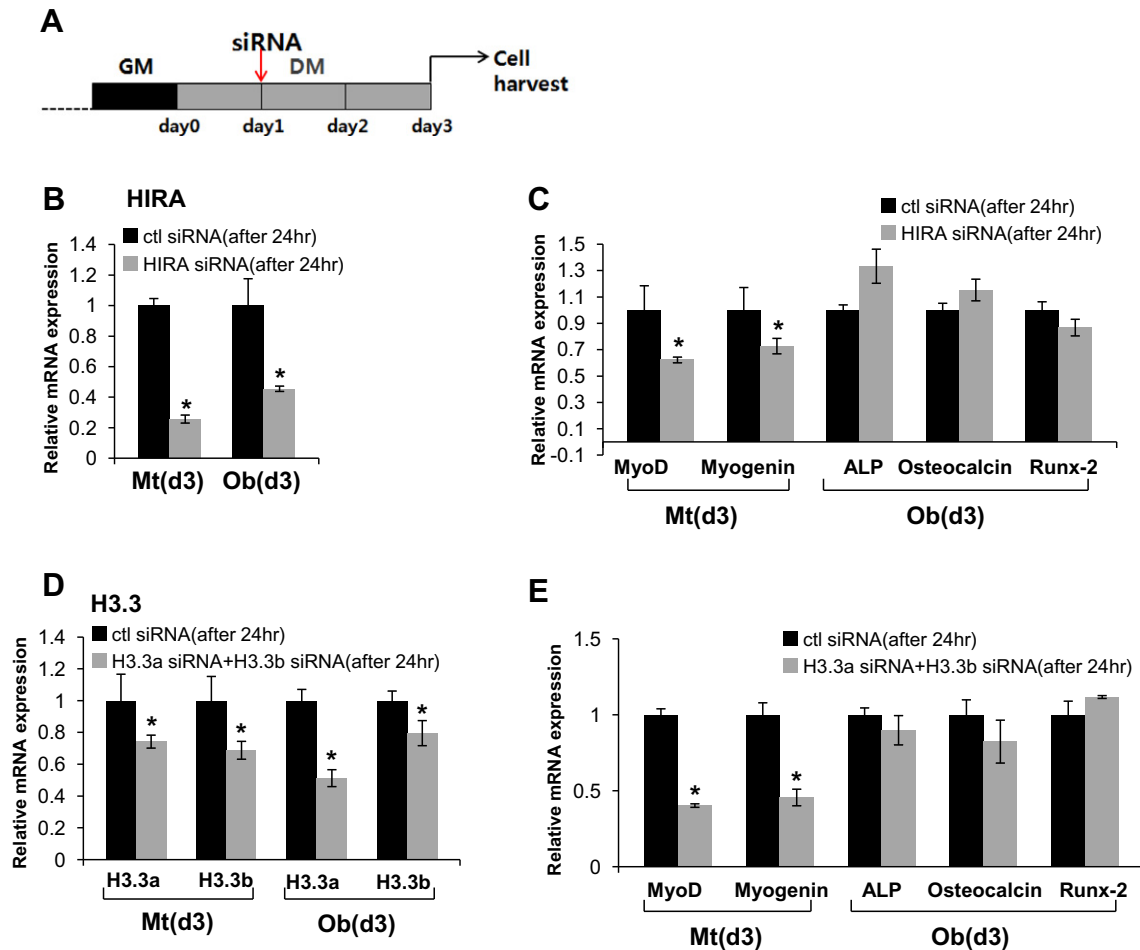 A
siRNA
GM
DM
Cell
harvest
day0
day1
day2
day3
B
HIRA
ctl siRNA(after 24hr)
HIRA siRNA(after 24hr)
Relative mRNA expression
1.4
1.2
1
0.8
0.6
0.4
0.2
0
*
*
Mt(d3)
Ob(d3)
C
ctl siRNA(after 24hr)
HIRA siRNA(after 24hr)
Relative mRNA expression
1.5
1.3
1.1
0.9
0.7
0.5
0.3
0.1
-0.1
*
*
MyoD
Myogenin
ALP
Osteocalcin
Runx-2
Mt(d3)
Ob(d3)
D
H3.3
ctl siRNA(after 24hr)
H3.3a siRNA+H3.3b siRNA(after 24hr)
Relative mRNA expression
1.4
1.2
1
0.8
0.6
0.4
0.2
0
*
*
*
*
H3.3a
H3.3b
H3.3a
H3.3b
Mt(d3)
Ob(d3)
E
ctl siRNA(after 24hr)
H3.3a siRNA+H3.3b siRNA(after 24hr)
Relative mRNA expression
1.5
1
0.5
0
*
*
MyoD
Myogenin
ALP
Osteocalcin
Runx-2
Mt(d3)
Ob(d3)